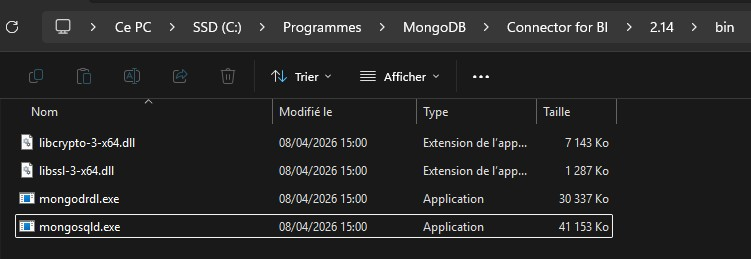 Ce PC > SSD (C:) > Programmes > MongoDB > Connector for BI > 2.14 > bin
Trier Afficher ...
Nom Modifié le Type Taille
libcrypto-3-x64.dll 08/04/2026 15:00 Extension de l'app... 7 143 Ko
libssl-3-x64.dll 08/04/2026 15:00 Extension de l'app... 1 287 Ko
mongodrdl.exe 08/04/2026 15:00 Application 30 337 Ko
mongosqld.exe 08/04/2026 15:00 Application 41 153 Ko